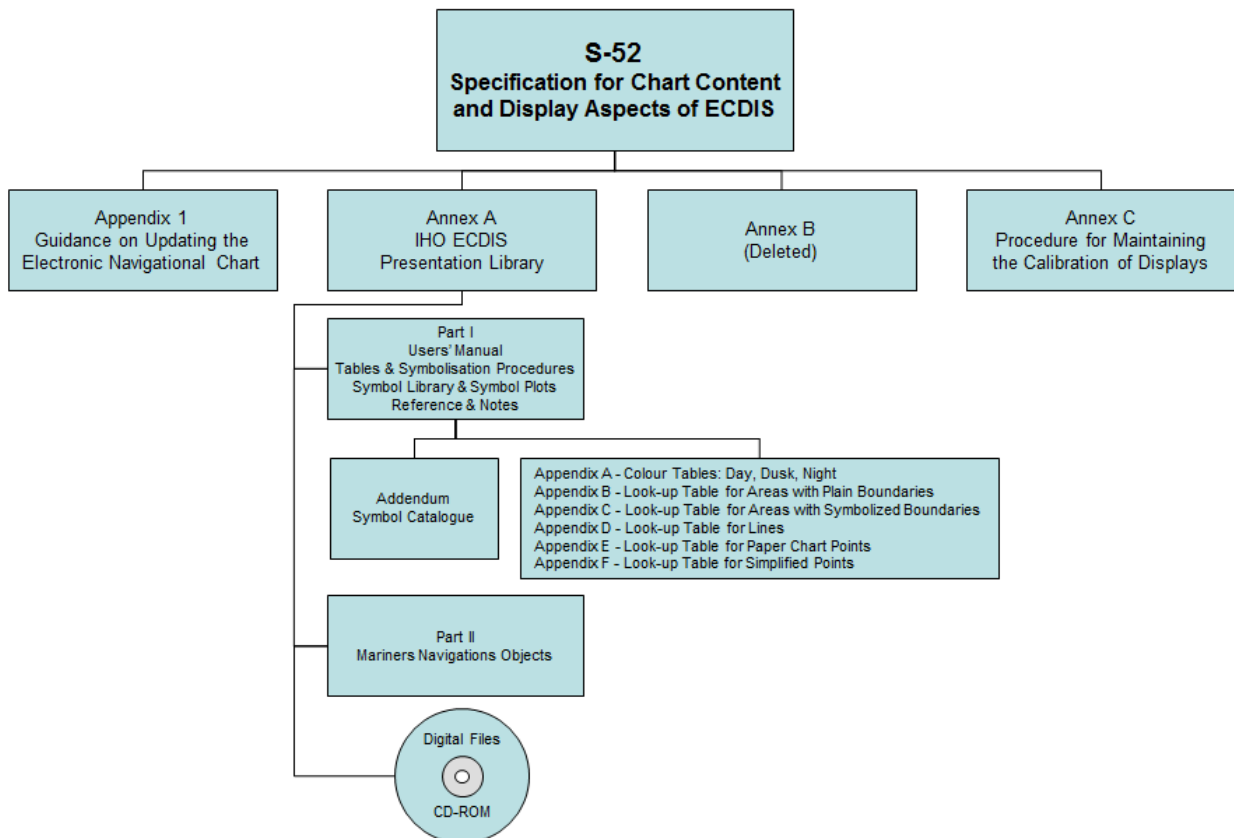 S-52
Specification for Chart Content
and Display Aspects of ECDIS
Appendix 1
Guidance on Updating the
Electronic Navigational Chart
Annex A
IHO ECDIS
Presentation Library
Annex B
(Deleted)
Annex C
Procedure for Maintaining
the Calibration of Displays
Part I
Users' Manual
Tables & Symbolisation Procedures
Symbol Library & Symbol Plots
Reference & Notes
Addendum
Symbol Catalogue
Appendix A - Colour Tables: Day, Dusk, Night
Appendix B - Look-up Table for Areas with Plain Boundaries
Appendix C - Look-up Table for Areas with Symbolized Boundaries
Appendix D - Look-up Table for Lines
Appendix E - Look-up Table for Paper Chart Points
Appendix F - Look-up Table for Simplified Points
Part II
Mariners Navigations Objects
Digital Files
CD-ROM